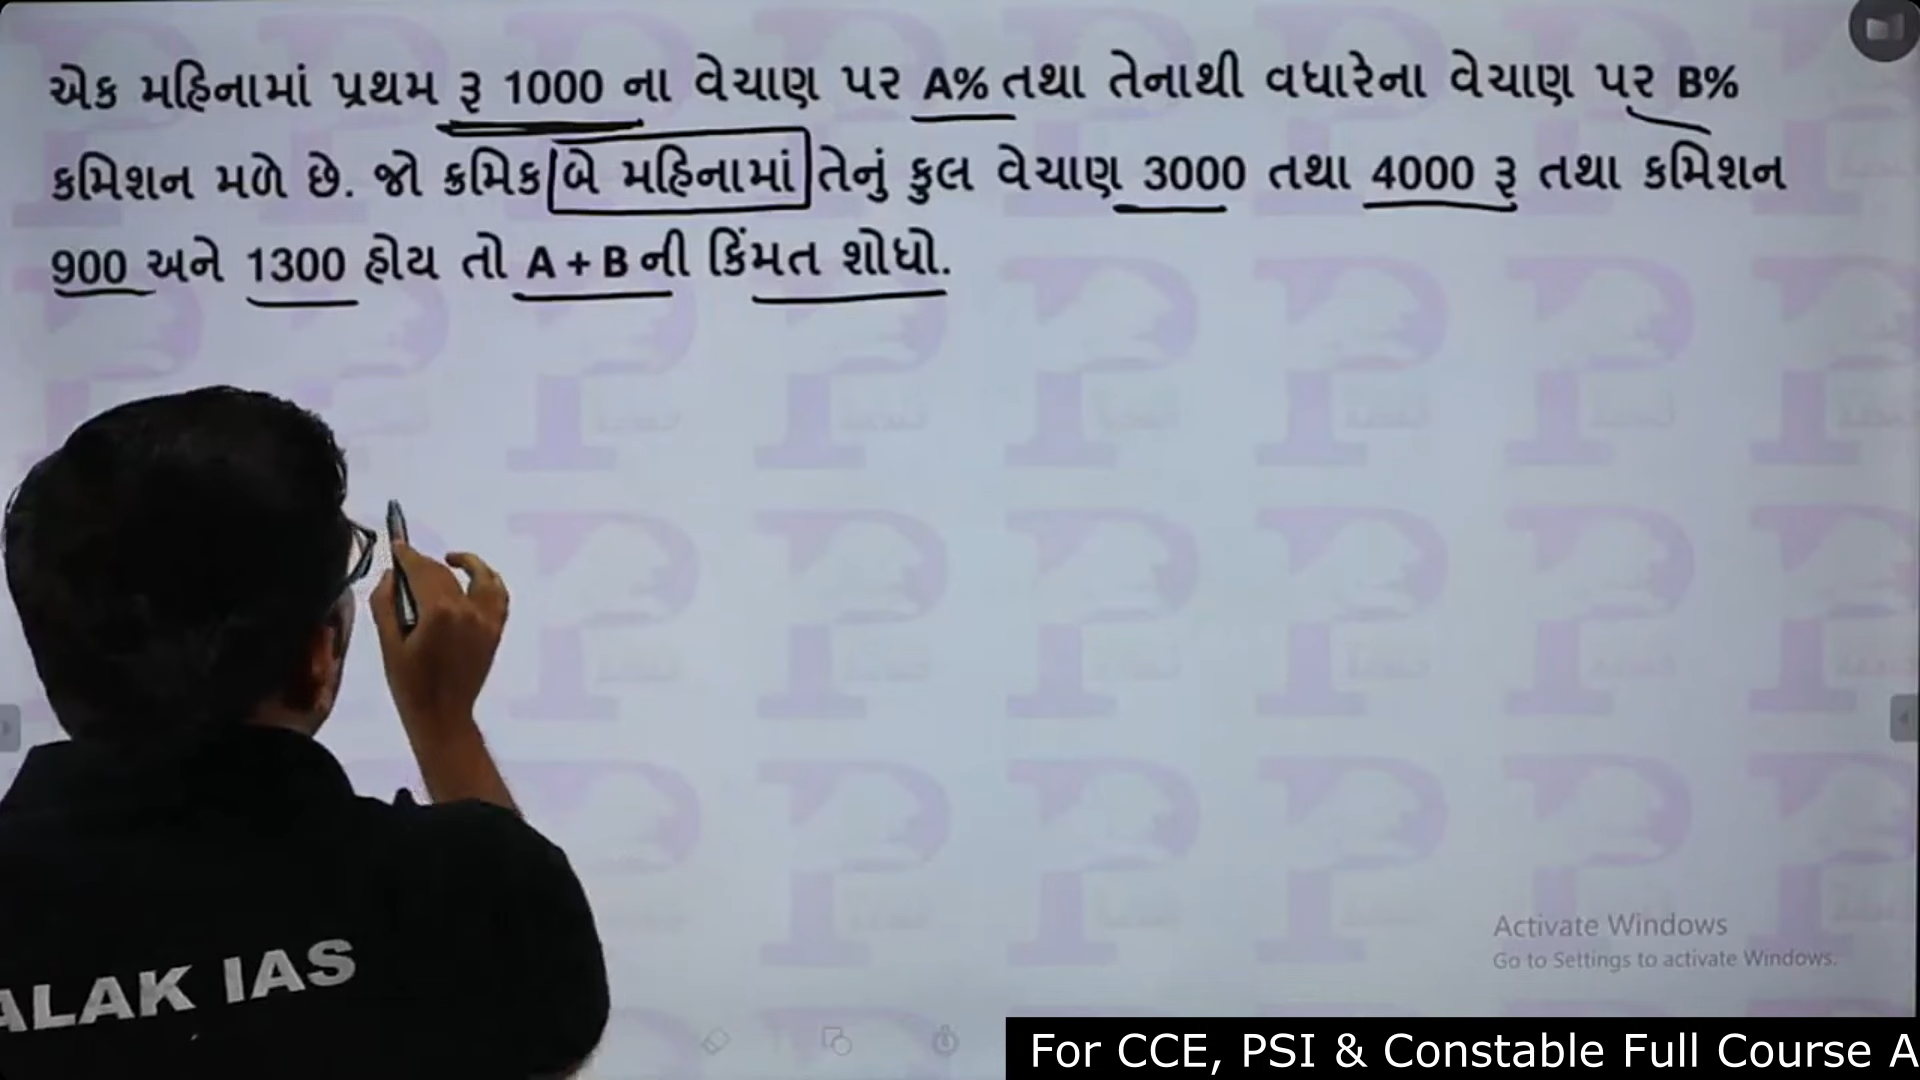 એક મહિનામાં પ્રથમ રૂ 1000 ના વેચાણ પર A% તથા તેનાથી વધારેના વેચાણ પર B%
કમિશન મળે છે. જો ક્રમિક બે મહિનામાં તેનું કુલ વેચાણ 3000 તથા 4000 રૂ તથા કમિશન
900 અને 1300 હોય તો A + B ની કિંમત શોધો.
ALAK IAS
Activate Windows
Go to Settings to activate Windows.
For CCE, PSI & Constable Full Course A